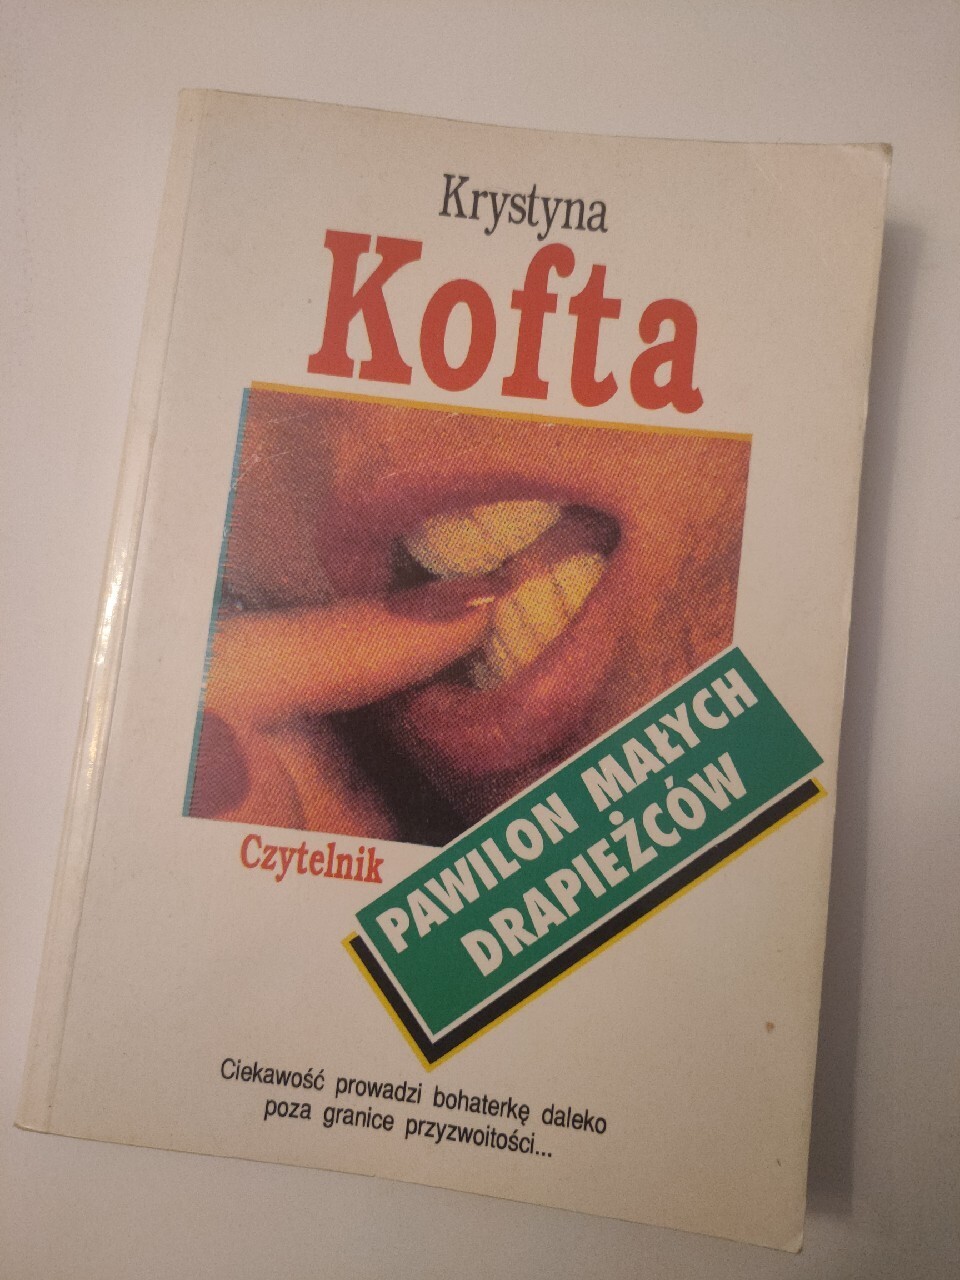 Krystyna
Kofta
PAWILON MAŁYCH
DRAPIEŻCÓW
Czytelnik
Ciekawość prowadzi bohaterkę daleko
poza granice przyzwoitości...